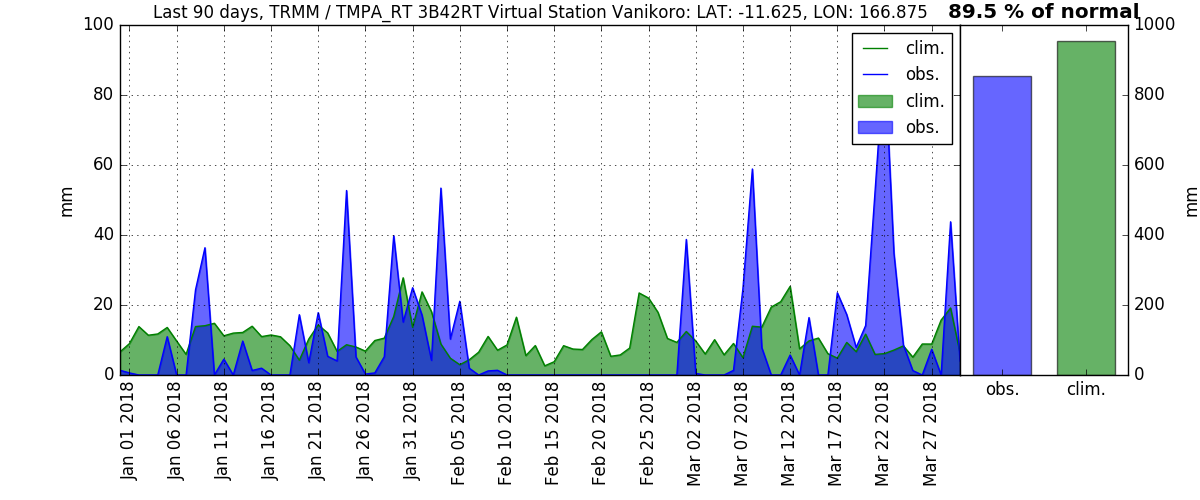 Last 90 days, TRMM / TMPA_RT 3B42RT Virtual Station Vanikoro: LAT: -11.625, LON: 166.875
89.5 % of normal
100
80
60
40
20
0
mm
clim.
obs.
clim.
obs.
1000
800
600
400
200
0
mm
Jan 01 2018
Jan 06 2018
Jan 11 2018
Jan 16 2018
Jan 21 2018
Jan 26 2018
Jan 31 2018
Feb 05 2018
Feb 10 2018
Feb 15 2018
Feb 20 2018
Feb 25 2018
Mar 02 2018
Mar 07 2018
Mar 12 2018
Mar 17 2018
Mar 22 2018
Mar 27 2018
obs.
clim.